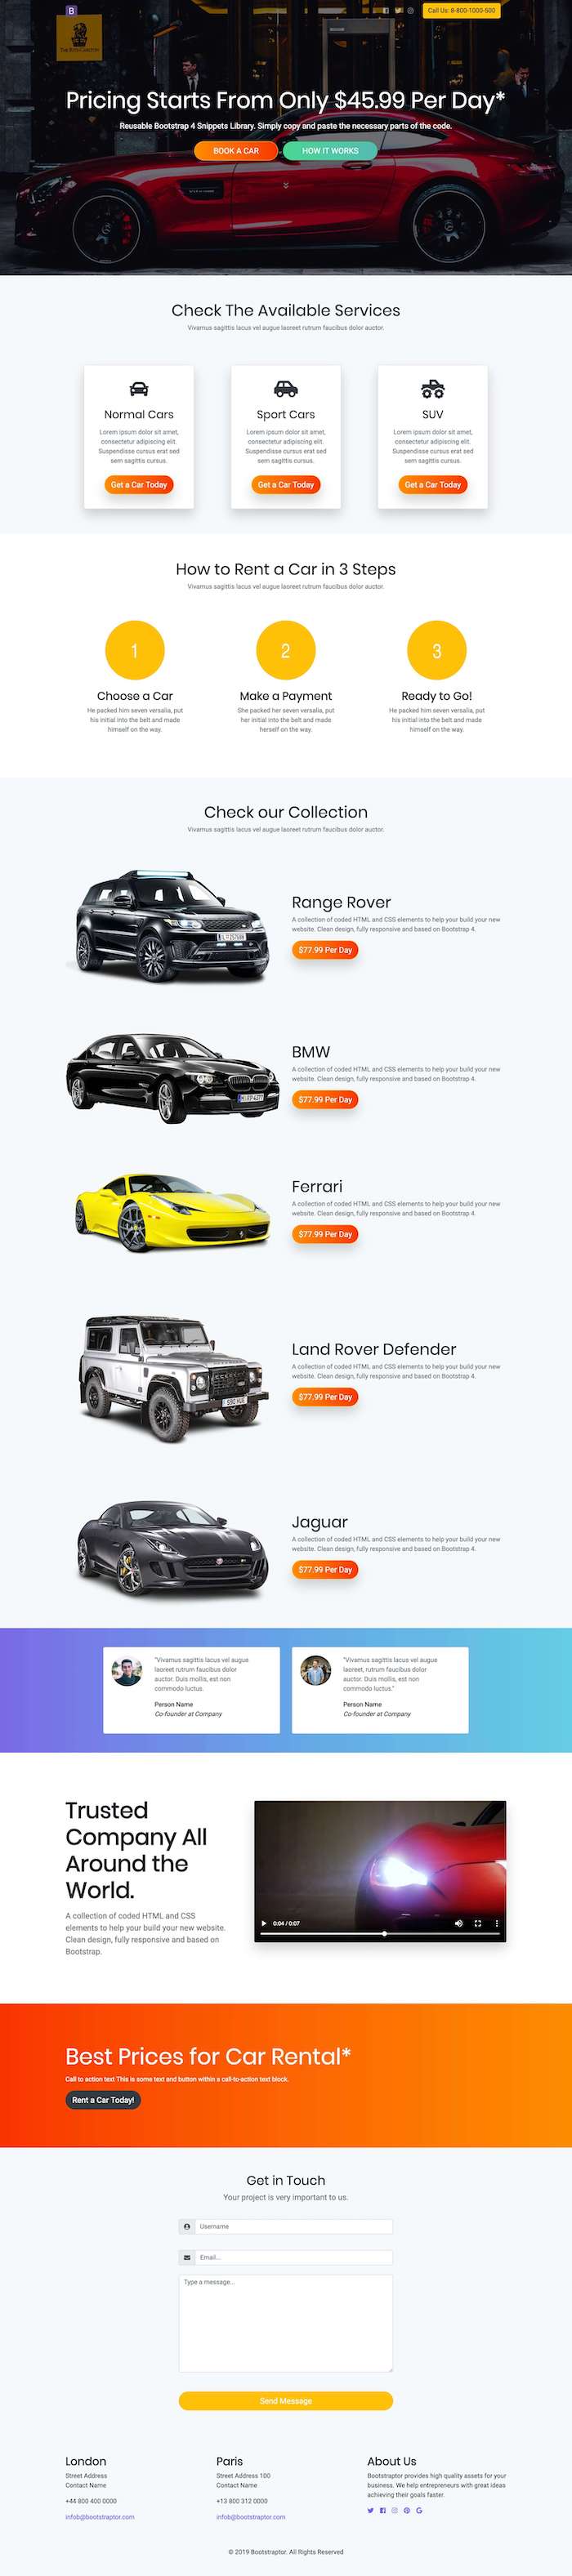 B
Call Us: 8-800-1000-500
THE RITZ-CARLTON
Pricing Starts From Only $45.99 Per Day*
Reusable Bootstrap 4 Snippets Library. Simply copy and paste the necessary parts of the code.
BOOK A CAR
HOW IT WORKS
Check The Available Services
Vivamus sagittis lacus vel augue laoreet rutrum faucibus dolor auctor.
Normal Cars
Lorem ipsum dolor sit amet,
consectetur adipiscing elit.
Suspendisse cursus erat sed
sem sagittis cursus.
Get a Car Today
Sport Cars
Lorem ipsum dolor sit amet,
consectetur adipiscing elit.
Suspendisse cursus erat sed
sem sagittis cursus.
Get a Car Today
SUV
Lorem ipsum dolor sit amet,
consectetur adipiscing elit.
Suspendisse cursus erat sed
sem sagittis cursus.
Get a Car Today
How to Rent a Car in 3 Steps
Vivamus sagittis lacus vel augue laoreet rutrum faucibus dolor auctor.
1
Choose a Car
He packed him seven versalia, put
his initial into the belt and made
himself on the way.
2
Make a Payment
She packed her seven versalia, put
her initial into the belt and made
herself on the way.
3
Ready to Go!
He packed him seven versalia, put
his initial into the belt and made
himself on the way.
Check our Collection
Vivamus sagittis lacus vel augue laoreet rutrum faucibus dolor auctor.
Range Rover
A collection of coded HTML and CSS elements to help your build your new
website. Clean design, fully responsive and based on Bootstrap 4.
$77.99 Per Day
BMW
A collection of coded HTML and CSS elements to help your build your new
website. Clean design, fully responsive and based on Bootstrap 4.
$77.99 Per Day
Ferrari
A collection of coded HTML and CSS elements to help your build your new
website. Clean design, fully responsive and based on Bootstrap 4.
$77.99 Per Day
Land Rover Defender
A collection of coded HTML and CSS elements to help your build your new
website. Clean design, fully responsive and based on Bootstrap 4.
$77.99 Per Day
S90 HUE
Jaguar
A collection of coded HTML and CSS elements to help your build your new
website. Clean design, fully responsive and based on Bootstrap 4.
$77.99 Per Day
"Vivamus sagittis lacus vel augue
laoreet rutrum faucibus dolor
auctor. Duis mollis, est non
commodo luctus.
Person Name
Co-founder at Company
"Vivamus sagittis lacus vel augue
laoreet, rutrum faucibus dolor
auctor. Duis mollis, est non
commodo luctus."
Person Name
Co-founder at Company
Trusted
Company All
Around the
World.
A collection of coded HTML and CSS
elements to help your build your new website.
Clean design, fully responsive and based on
Bootstrap.
0:04 / 0:07
Best Prices for Car Rental*
Call to action text This is some text and button within a call-to-action text block.
Rent a Car Today!
Get in Touch
Your project is very important to us.
Username
Email...
Type a message...
Send Message
London
Street Address
Contact Name
+44 800 400 0000
infob@bootstraptor.com
Paris
Street Address 100
Contact Name
+13 800 312 0000
infob@bootstraptor.com
About Us
Bootstraptor provides high quality assets for your
business. We help entrepreneurs with great ideas
achieving their goals faster.
© 2019 Bootstraptor. All Rights Reserved